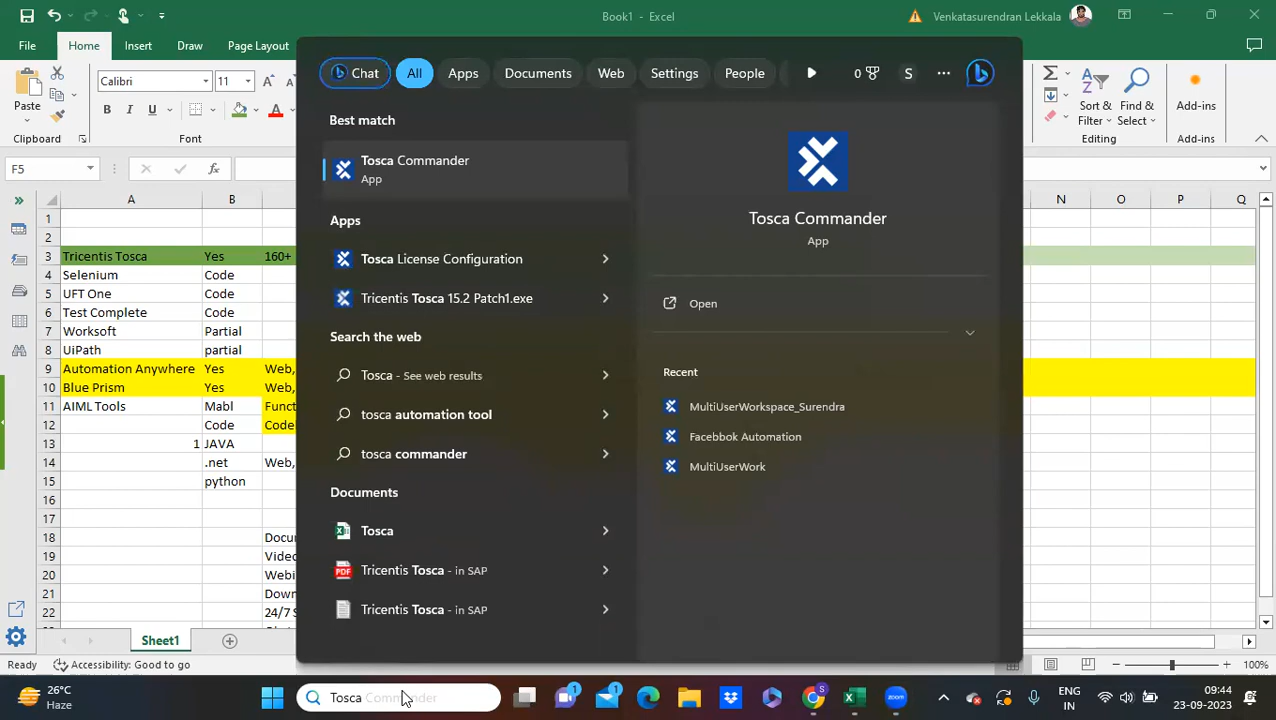 Book1 - Excel
Venkatasurendran Lekkala
File
Home
Insert
Draw
Page Layout
Paste
Calibri
11
B
I
U
A
Clipboard
Sort & Filter
Find & Select
Add-ins
Editing
Add-ins
F5
A
B
N
O
P
Q
1
2
3 Tricentis Tosca Yes 160+
4 Selenium Code
5 UFT One Code
6 Test Complete Code
7 Worksoft Partial
8 UiPath partial
9 Automation Anywhere Yes Web,
10 Blue Prism Yes Web,
11 AIML Tools Mabl Funct
12 Code Code
13 1 JAVA
14 .net Web,
15 python
16
17
18 Docu
19 Video
20 Webi
21 Down
22 24/7 S
Sheet1
Ready
Accessibility: Good to go
100%
Chat
All
Apps
Documents
Web
Settings
People
0
S
Best match
Tosca Commander
App
Apps
Tosca License Configuration
Tricentis Tosca 15.2 Patch1.exe
Search the web
Tosca - See web results
tosca automation tool
tosca commander
Documents
Tosca
PDF
Tricentis Tosca - in SAP
Tricentis Tosca - in SAP
Tosca Commander
App
Open
Recent
MultiUserWorkspace_Surendra
Facebbok Automation
MultiUserWork
26°C
Haze
Tosca Commander
1
1
S
zoom
ENG
IN
09:44
23-09-2023